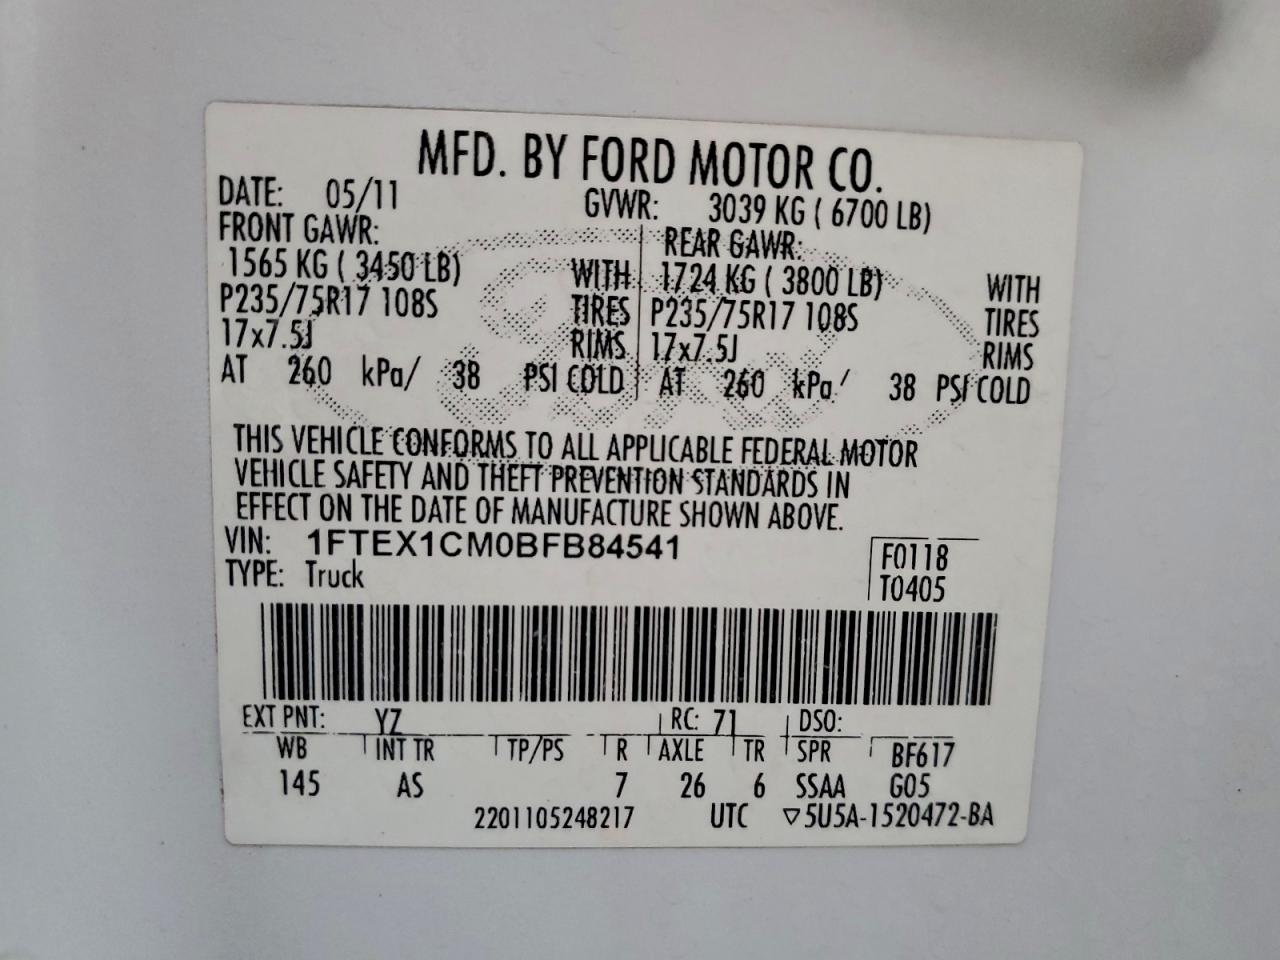 MFD. BY FORD MOTOR CO.
DATE: 05/11 GVWR: 3039 KG ( 6700 LB)
FRONT GAWR: REAR GAWR:
1565 KG ( 3450 LB) WITH 1724 KG ( 3800 LB) WITH
P235/75R17 108S TIRES P235/75R17 108S TIRES
17x7.5J RIMS 17x7.5J RIMS
AT 260 kPa/ 38 PSI COLD AT 260 kPa/ 38 PSI COLD
THIS VEHICLE CONFORMS TO ALL APPLICABLE FEDERAL MOTOR
VEHICLE SAFETY AND THEFT PREVENTION STANDARDS IN
EFFECT ON THE DATE OF MANUFACTURE SHOWN ABOVE.
VIN: 1FTEX1CM0BFB84541 F0118
TYPE: Truck T0405
EXT PNT: YZ RC: 71 DSO:
WB INT TR TP/PS R AXLE TR SPR BF617
145 AS 7 26 6 SSAA G05
2201105248217 UTC ▽5U5A-1520472-BA